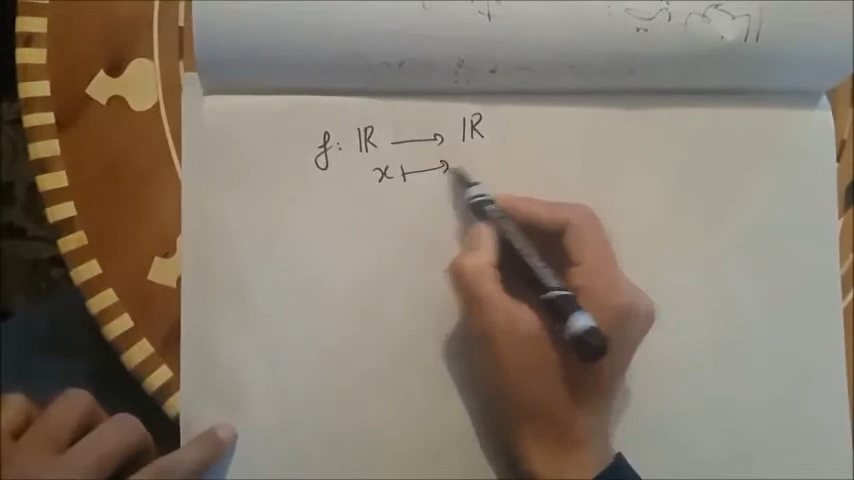 f: ℝ ⟶ ℝ
x ⟼